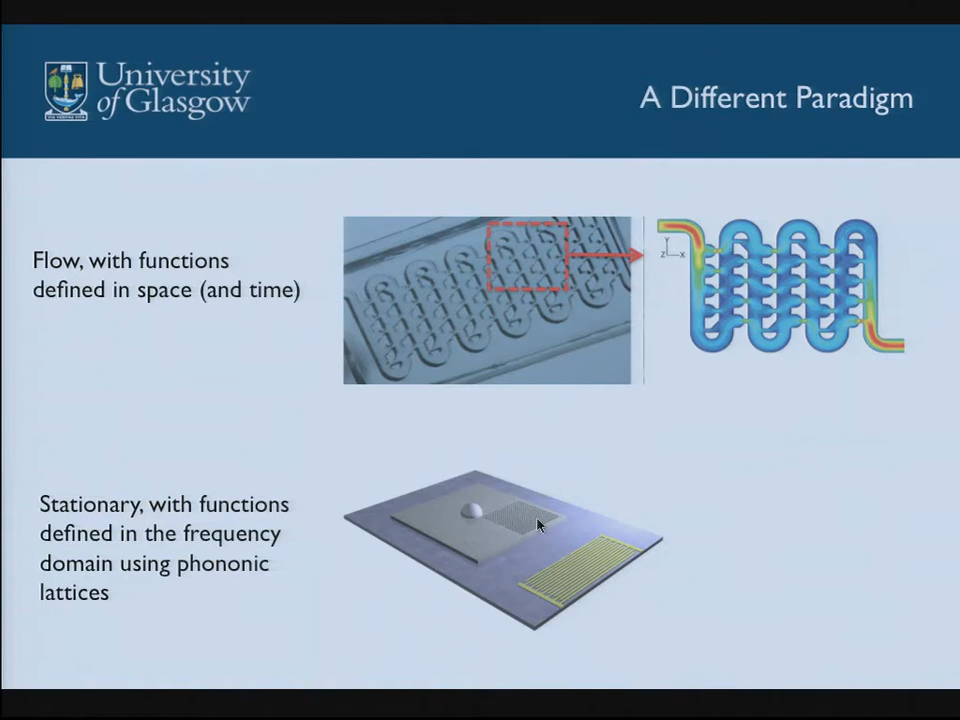 University
of Glasgow
A Different Paradigm
Flow, with functions
defined in space (and time)
Y
Z
X
Stationary, with functions
defined in the frequency
domain using phononic
lattices